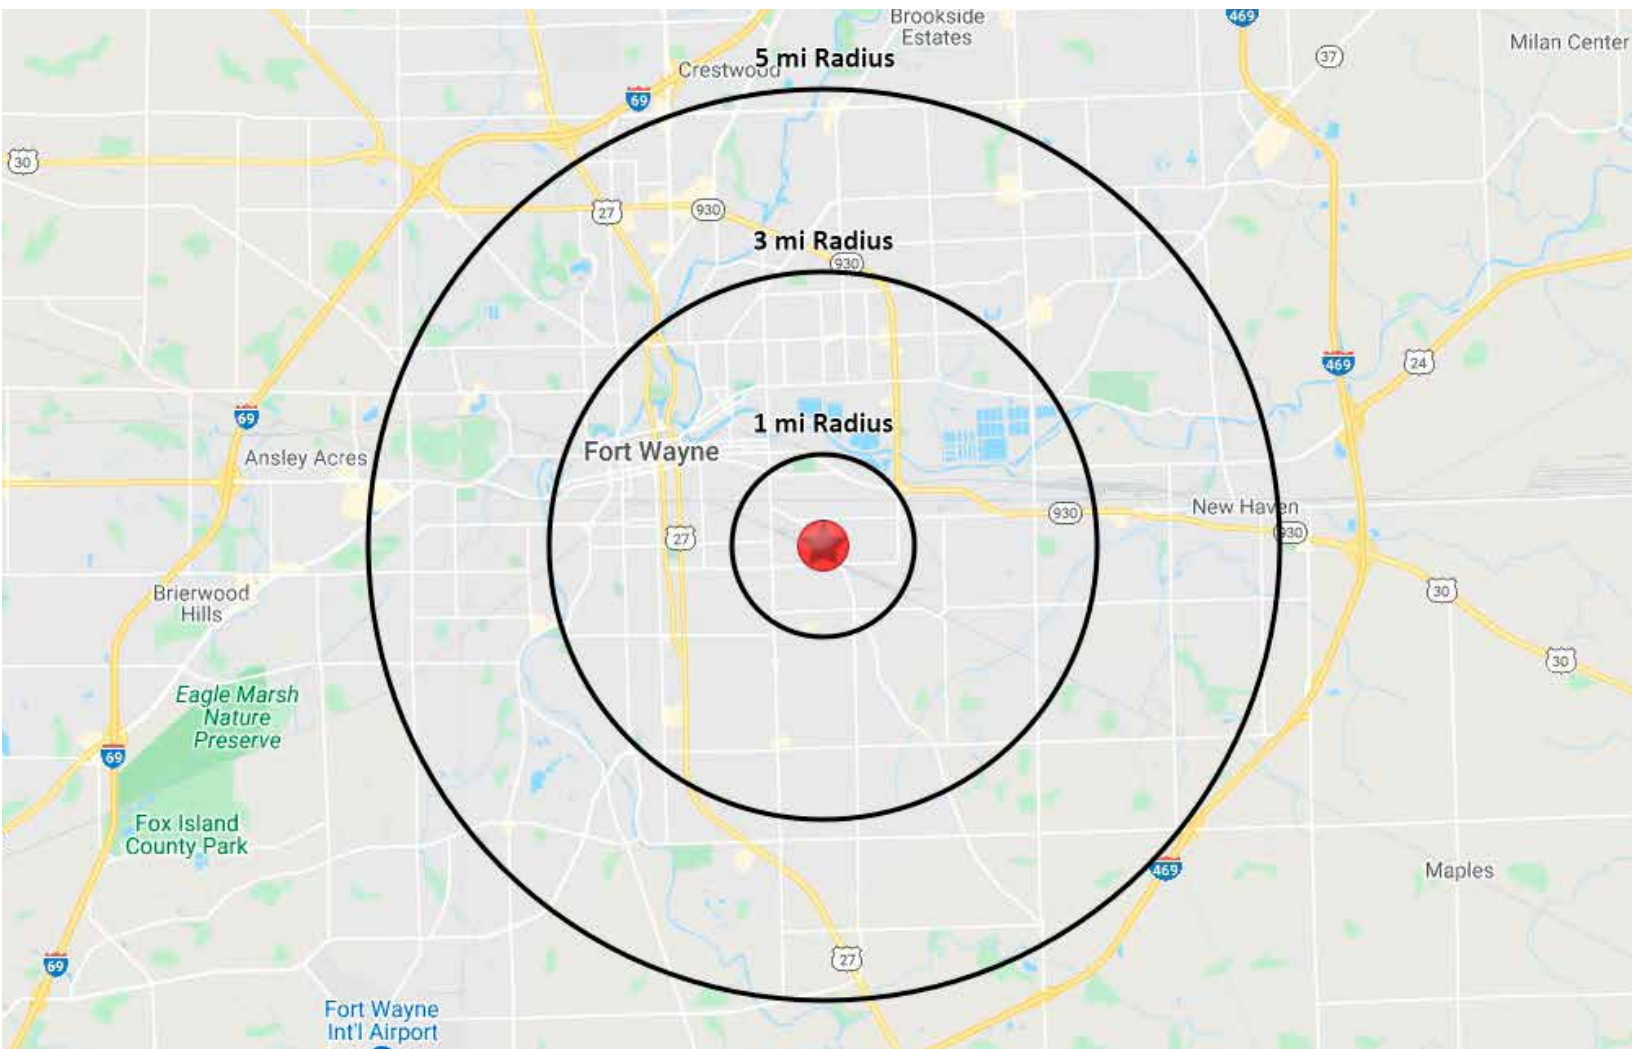 Brookside
Estates
469
Milan Center
37
5 mi Radius
Crestwood
69
30
27
930
3 mi Radius
930
469
24
69
1 mi Radius
Ansley Acres
Fort Wayne
New Haven
930
930
27
Brierwood
Hills
30
30
Eagle Marsh
Nature
Preserve
69
Fox Island
County Park
469
Maples
27
69
Fort Wayne
Int'l Airport